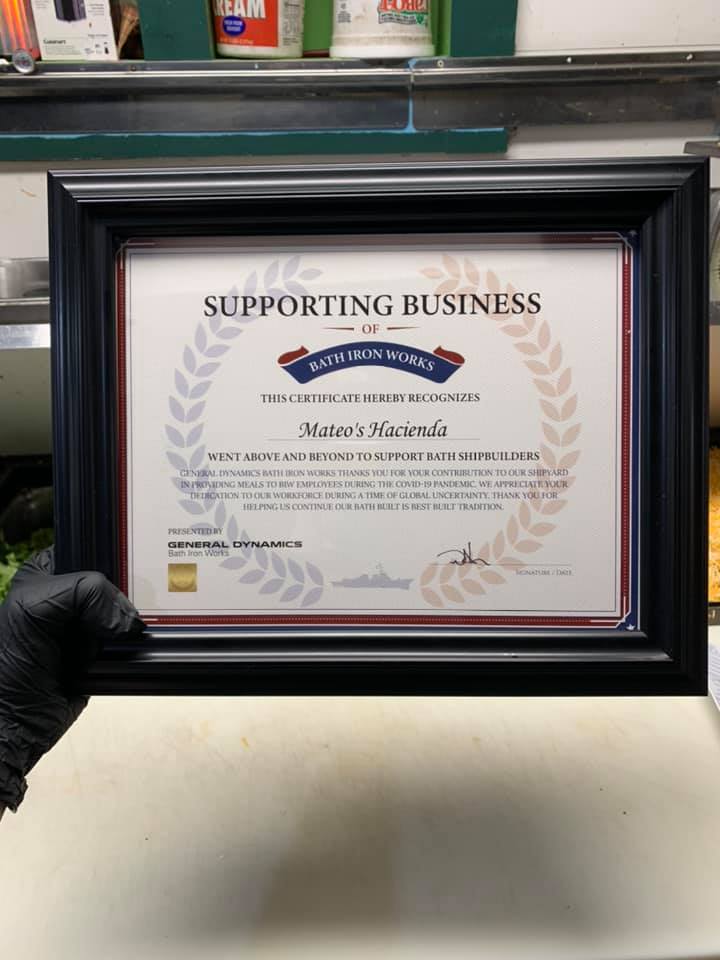 REAM
SUPPORTING BUSINESS
OF
BATH IRON WORKS
THIS CERTIFICATE HEREBY RECOGNIZES
Mateo's Hacienda
WENT ABOVE AND BEYOND TO SUPPORT BATH SHIPBUILDERS
GENERAL DYNAMICS BATH IRON WORKS THANKS YOU FOR YOUR CONTRIBUTION TO OUR SHIPYARD
IN PROVIDING MEALS TO BIW EMPLOYEES DURING THE COVID-19 PANDEMIC. WE APPRECIATE YOUR
DEDICATION TO OUR WORKFORCE DURING A TIME OF GLOBAL UNCERTAINTY. THANK YOU FOR
HELPING US CONTINUE OUR BATH BUILT IS BEST BUILT TRADITION.
PRESENTED BY
GENERAL DYNAMICS
Bath Iron Works
SIGNATURE / DATE